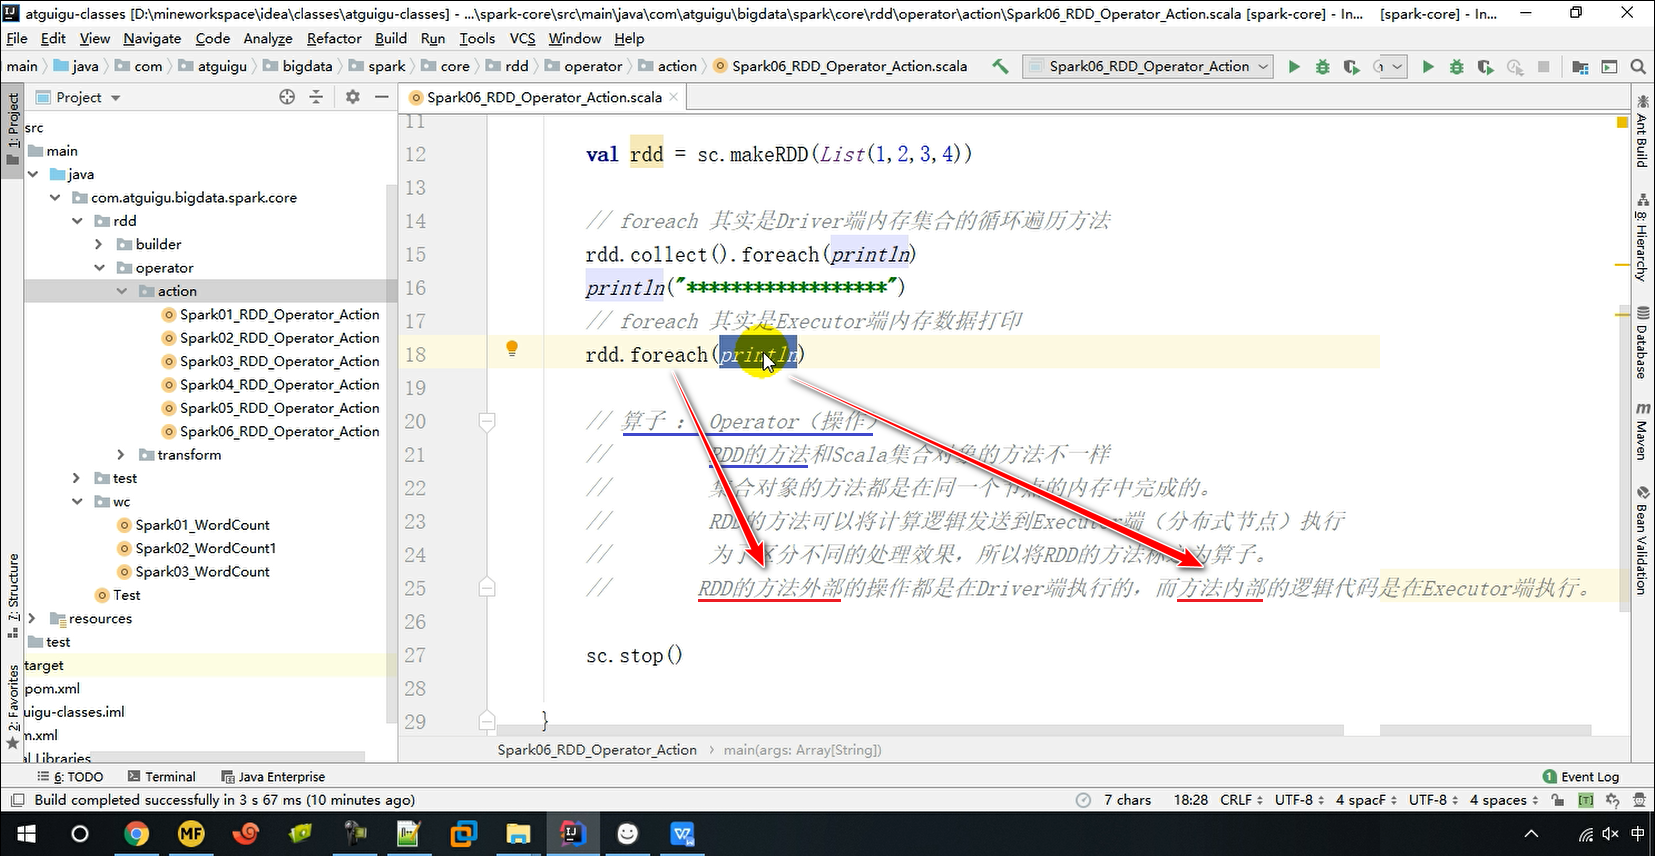 atguigu-classes [D:\mineworkspace\idea\classes\atguigu-classes] - ...\spark-core\src\main\java\com\atguigu\bigdata\spark\core\rdd\operator\action\Spark06_RDD_Operator_Action.scala [spark-core] - In... [spark-core] - In...
File Edit View Navigate Code Analyze Refactor Build Run Tools VCS Window Help
main java com atguigu bigdata spark core rdd operator action Spark06_RDD_Operator_Action.scala Spark06_RDD_Operator_Action
Project
Spark06_RDD_Operator_Action.scala
1: Project
7: Structure
2: Favorites
src
main
java
com.atguigu.bigdata.spark.core
rdd
builder
operator
action
Spark01_RDD_Operator_Action
Spark02_RDD_Operator_Action
Spark03_RDD_Operator_Action
Spark04_RDD_Operator_Action
Spark05_RDD_Operator_Action
Spark06_RDD_Operator_Action
transform
test
wc
Spark01_WordCount
Spark02_WordCount1
Spark03_WordCount
Test
resources
test
target
pom.xml
uigu-classes.iml
n.xml
al Libraries
11
12 val rdd = sc.makeRDD(List(1,2,3,4))
13
14 // foreach 其实是Driver端内存集合的循环遍历方法
15 rdd.collect().foreach(println)
16 println("******************")
17 // foreach 其实是Executor端内存数据打印
18 rdd.foreach(println)
19
20 // 算子 : Operator（操作）
21 // RDD的方法和Scala集合对象的方法不一样
22 // 集合对象的方法都是在同一个节点的内存中完成的。
23 // RDD的方法可以将计算逻辑发送到Executor端（分布式节点）执行
24 // 为了区分不同的处理效果，所以将RDD的方法称之为算子。
25 // RDD的方法外部的操作都是在Driver端执行的，而方法内部的逻辑代码是在Executor端执行。
26
27 sc.stop()
28
29 }
Spark06_RDD_Operator_Action main(args: Array[String])
Ant Build
8: Hierarchy
Database
Maven
Bean Validation
6: TODO Terminal Java Enterprise 1 Event Log
Build completed successfully in 3 s 67 ms (10 minutes ago) 7 chars 18:28 CRLF UTF-8 4 spacF UTF-8 4 spaces [T]
MF 中